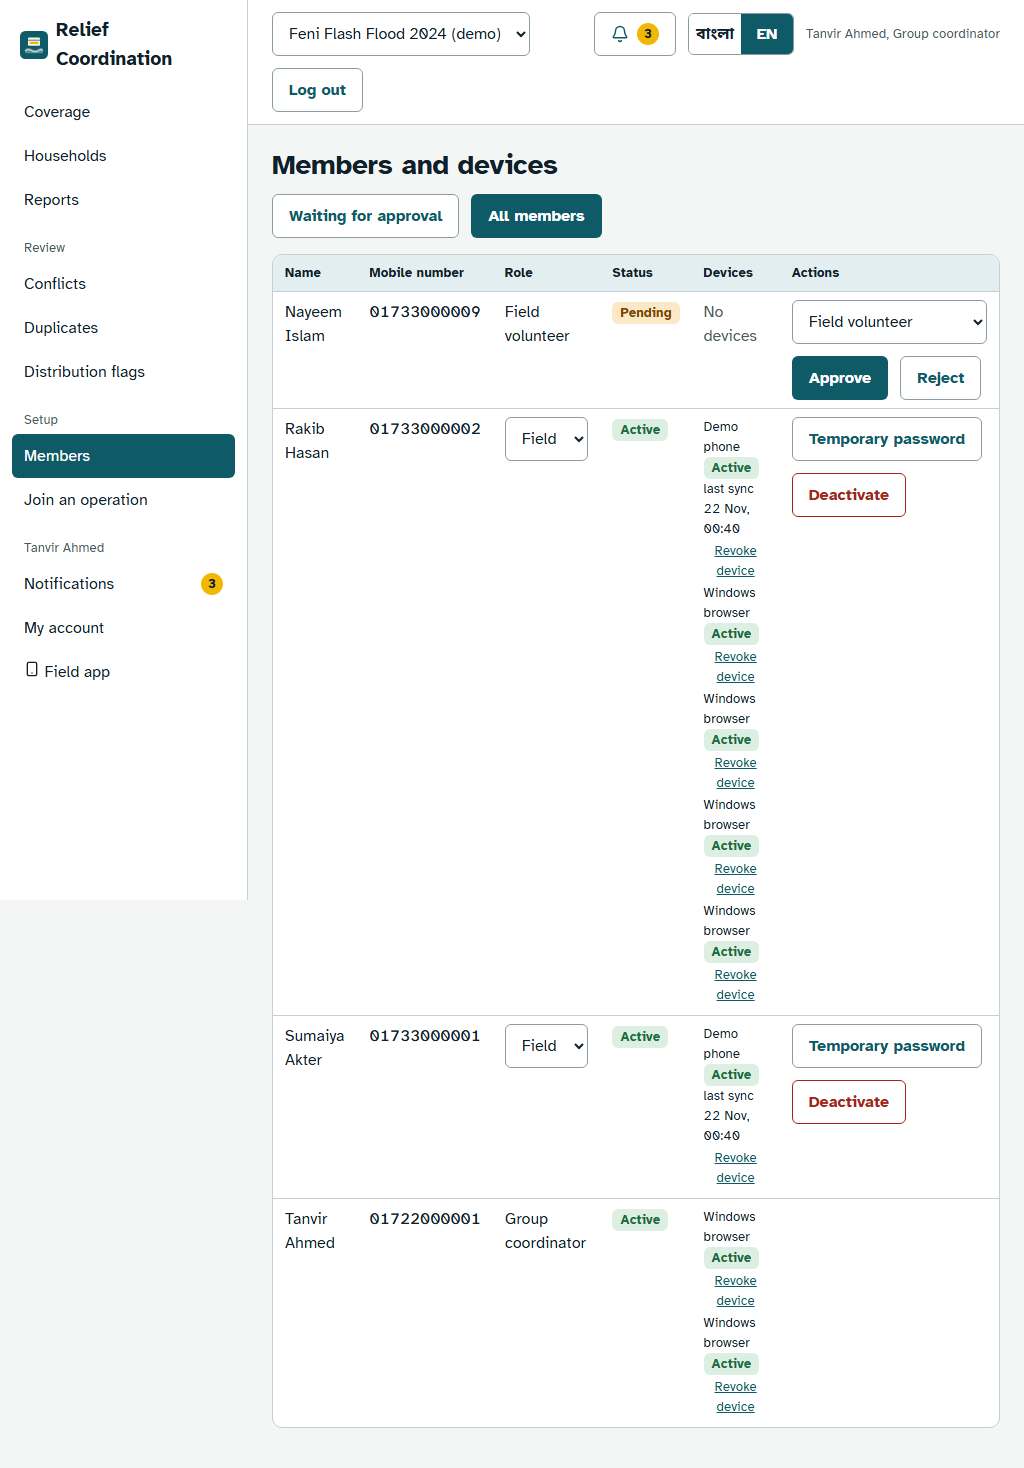 Relief
Coordination
Feni Flash Flood 2024 (demo)
3
বাংলা
EN
Tanvir Ahmed, Group coordinator
Log out
Coverage
Households
Reports
Review
Conflicts
Duplicates
Distribution flags
Setup
Members
Join an operation
Tanvir Ahmed
Notifications
3
My account
Field app
Members and devices
Waiting for approval
All members
Name
Mobile number
Role
Status
Devices
Actions
Nayeem
Islam
01733000009
Field
volunteer
Pending
No
devices
Field volunteer
Approve
Reject
Rakib
Hasan
01733000002
Field
Active
Demo
phone
Active
last sync
22 Nov,
00:40
Revoke
device
Windows
browser
Active
Revoke
device
Windows
browser
Active
Revoke
device
Windows
browser
Active
Revoke
device
Windows
browser
Active
Revoke
device
Temporary password
Deactivate
Sumaiya
Akter
01733000001
Field
Active
Demo
phone
Active
last sync
22 Nov,
00:40
Revoke
device
Temporary password
Deactivate
Tanvir
Ahmed
01722000001
Group
coordinator
Active
Windows
browser
Active
Revoke
device
Windows
browser
Active
Revoke
device